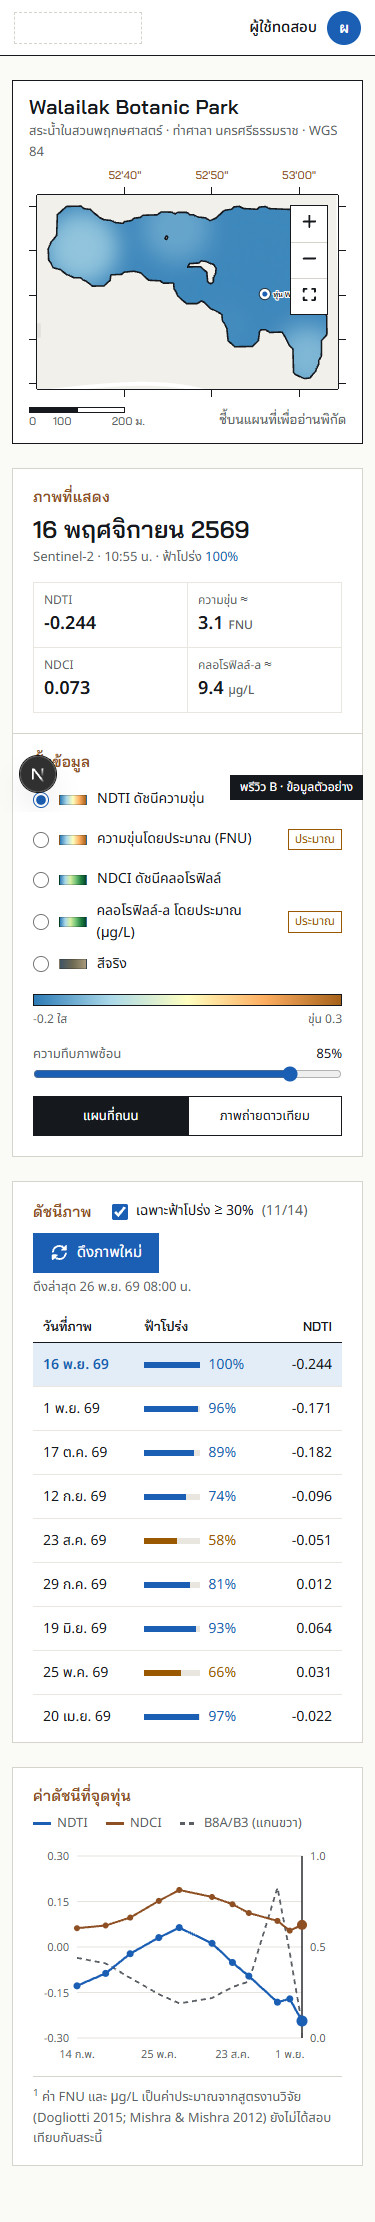 ผู้ใช้ทดสอบ ผ
Walailak Botanic Park
สระน้ำในสวนพฤกษศาสตร์ · ท่าศาลา นครศรีธรรมราช · WGS
84
52'40" 52'50" 53'00"
+
−
0 100 200 ม. ชี้บนแผนที่เพื่ออ่านพิกัด
ภาพที่แสดง
16 พฤศจิกายน 2569
Sentinel-2 · 10:55 น. · ฟ้าโปร่ง 100%
NDTI ความขุ่น ≈
-0.244 3.1 FNU
NDCI คลอโรฟิลล์-a ≈
0.073 9.4 µg/L
ข้อมูล
N
พรีวิว B · ข้อมูลตัวอย่าง
NDTI ดัชนีความขุ่น
ความขุ่นโดยประมาณ (FNU) ประมาณ
NDCI ดัชนีคลอโรฟิลล์
คลอโรฟิลล์-a โดยประมาณ
(µg/L) ประมาณ
สีจริง
-0.2 ใส ขุ่น 0.3
ความทึบภาพซ้อน 85%
แผนที่ถนน ภาพถ่ายดาวเทียม
ดัชนีภาพ เฉพาะฟ้าโปร่ง ≥ 30% (11/14)
ดึงภาพใหม่
ดึงล่าสุด 26 พ.ย. 69 08:00 น.
วันที่ภาพ ฟ้าโปร่ง NDTI
16 พ.ย. 69 100% -0.244
1 พ.ย. 69 96% -0.171
17 ต.ค. 69 89% -0.182
12 ก.ย. 69 74% -0.096
23 ส.ค. 69 58% -0.051
29 ก.ค. 69 81% 0.012
19 มิ.ย. 69 93% 0.064
25 พ.ค. 69 66% 0.031
20 เม.ย. 69 97% -0.022
ค่าดัชนีที่จุดทุ่น
NDTI NDCI B8A/B3 (แกนขวา)
0.30 1.0
0.15
0.00 0.5
-0.15
-0.30 0.0
14 ก.พ. 25 พ.ค. 23 ส.ค. 1 พ.ย.
1 ค่า FNU และ µg/L เป็นค่าประมาณจากสูตรงานวิจัย
(Dogliotti 2015; Mishra & Mishra 2012) ยังไม่ได้สอบ
เทียบกับสระนี้